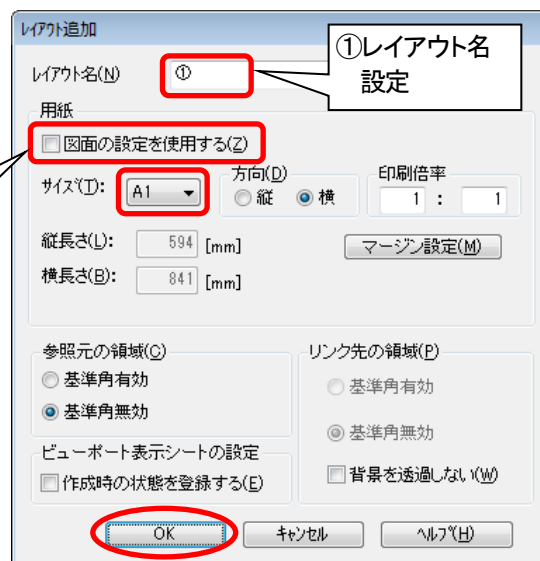 レイアウト追加
①レイアウト名
設定
レイアウト名(N) ①
用紙
図面の設定を使用する(Z)
サイズ(T): A1 方向(D) 縦 横 印刷倍率 1 : 1
縦長さ(L): 594 [mm] マージン設定(M)
横長さ(B): 841 [mm]
参照元の領域(C) リンク先の領域(P)
基準角有効 基準角有効
基準角無効 基準角無効
ビューポート表示シートの設定
作成時の状態を登録する(E) 背景を透過しない(W)
OK キャンセル ヘルプ(H)